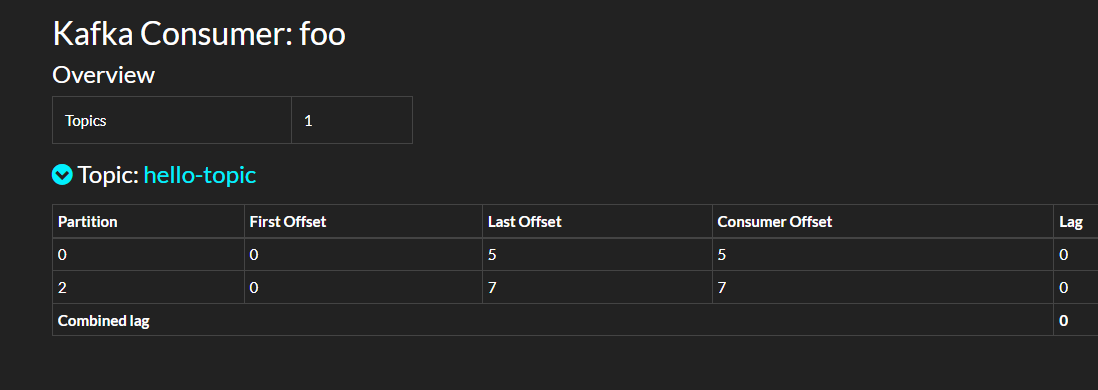 Kafka Consumer: foo
Overview
Topics 1
Topic: hello-topic
Partition First Offset Last Offset Consumer Offset Lag
0 0 5 5 0
2 0 7 7 0
Combined lag 0